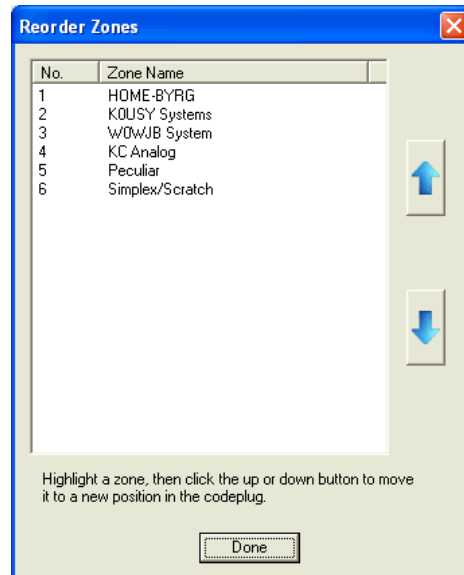 Reorder Zones
No. Zone Name
1 HOME-BYRG
2 K0USY Systems
3 W0WJB System
4 KC Analog
5 Peculiar
6 Simplex/Scratch
Highlight a zone, then click the up or down button to move
it to a new position in the codeplug.
Done